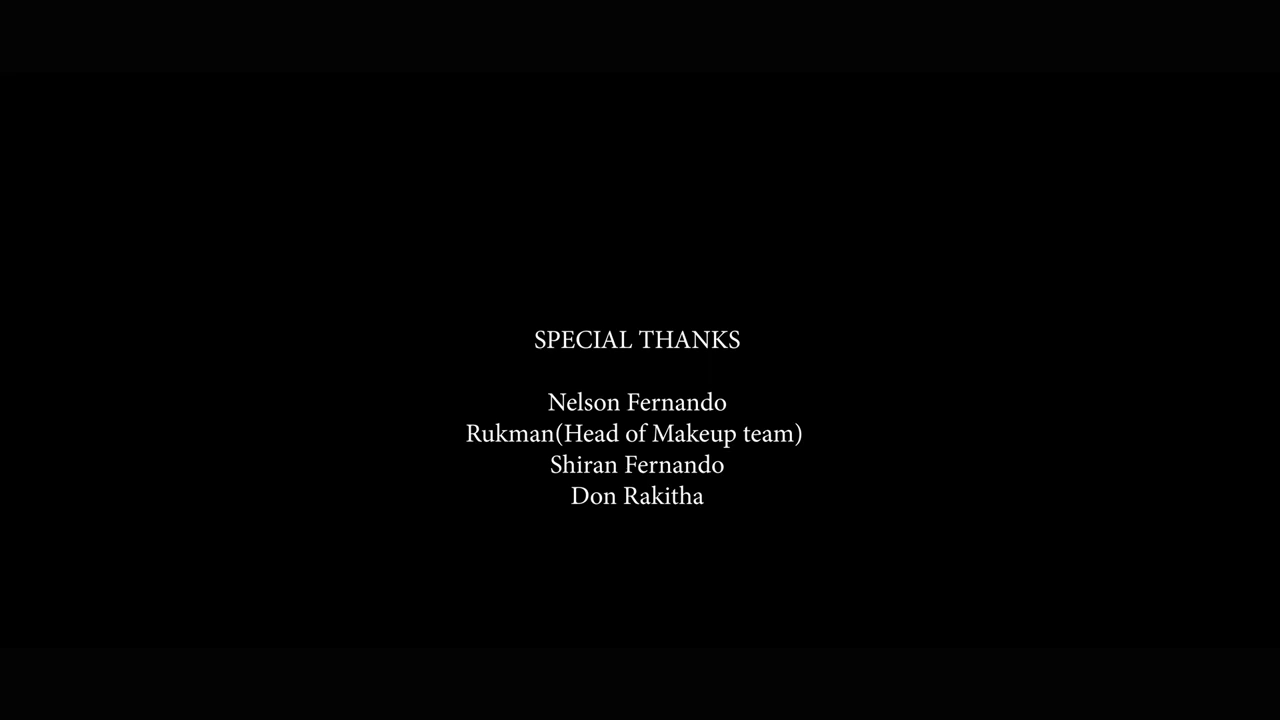 SPECIAL THANKS
Nelson Fernando
Rukman(Head of Makeup team)
Shiran Fernando
Don Rakitha